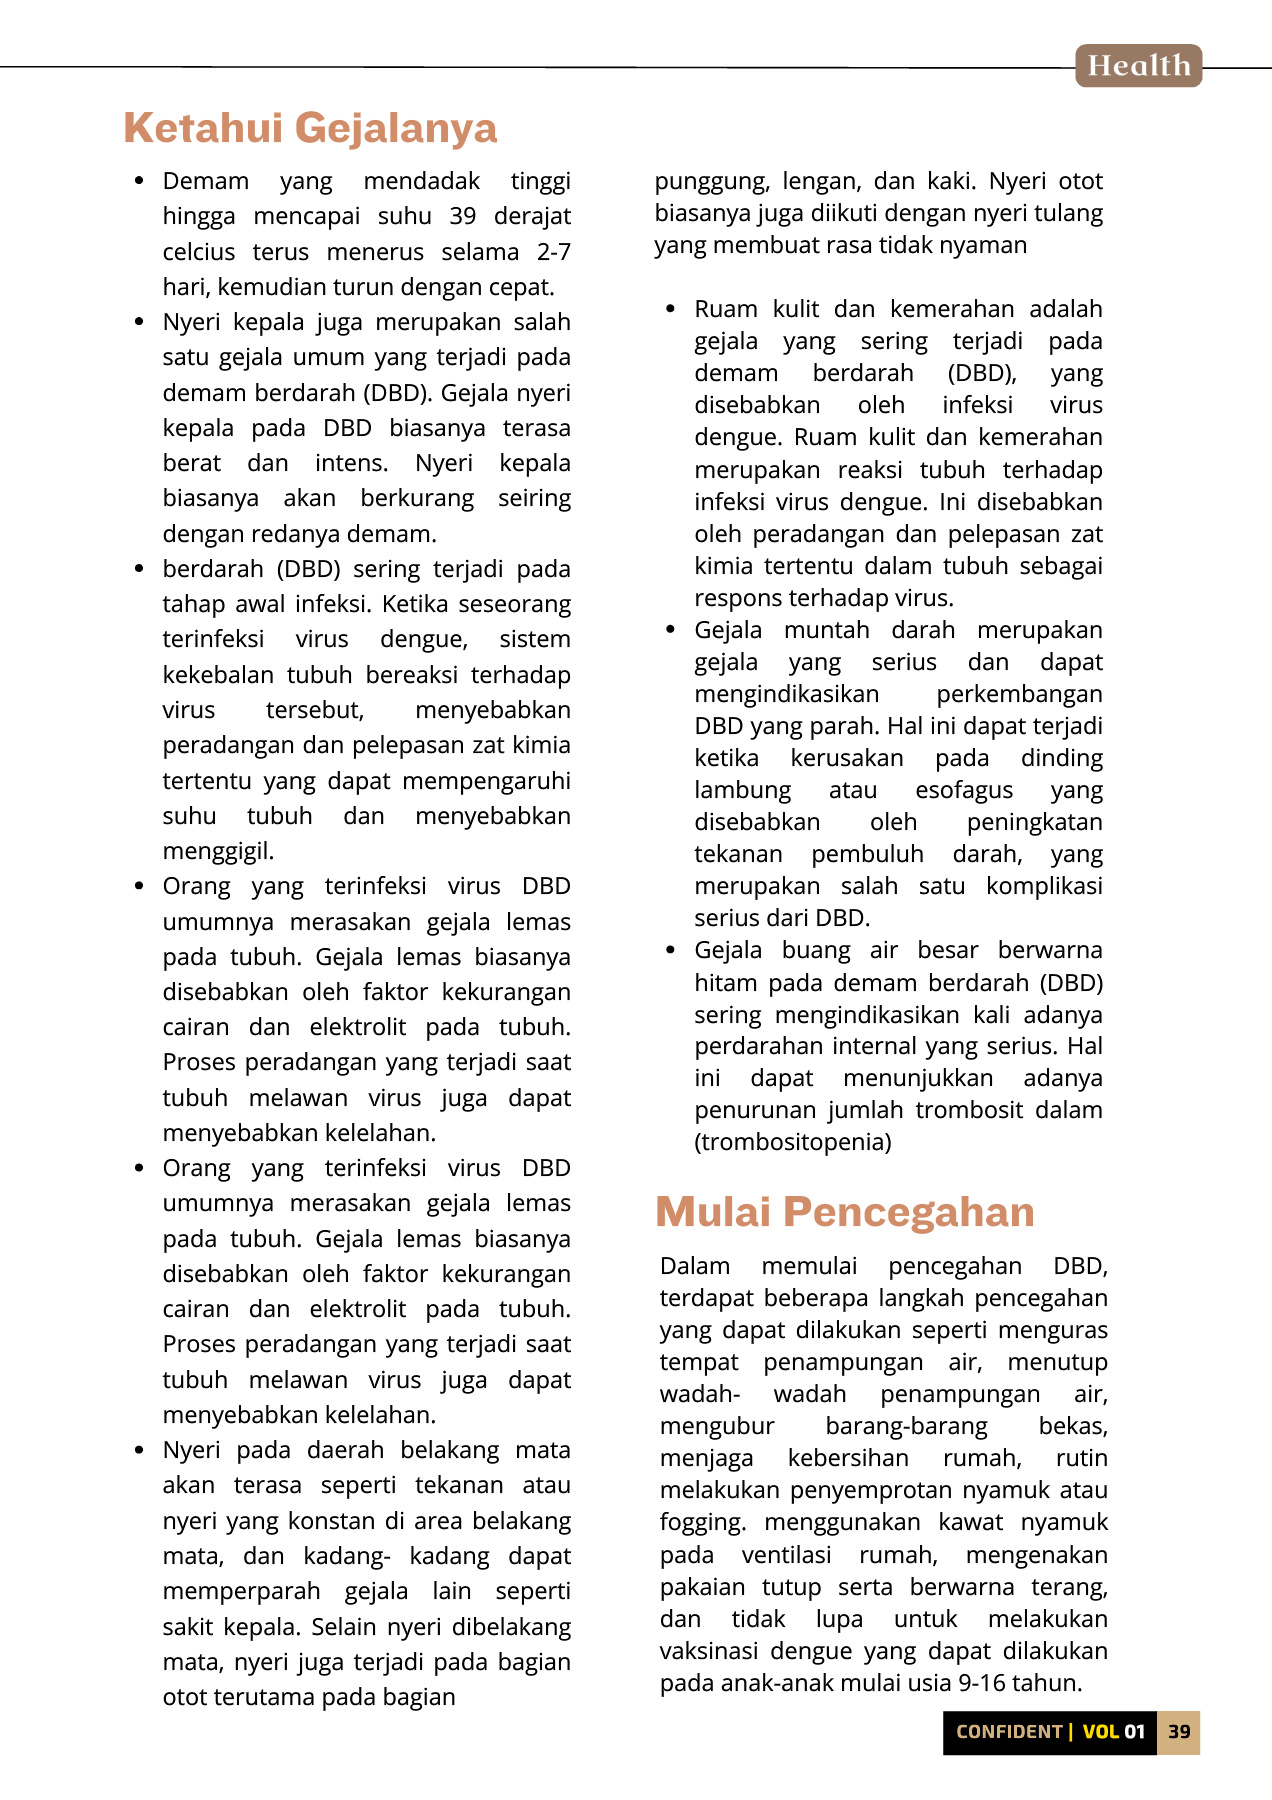 Health
Ketahui Gejalanya
• Demam yang mendadak tinggi
hingga mencapai suhu 39 derajat
celcius terus menerus selama 2-7
hari, kemudian turun dengan cepat.
• Nyeri kepala juga merupakan salah
satu gejala umum yang terjadi pada
demam berdarah (DBD). Gejala nyeri
kepala pada DBD biasanya terasa
berat dan intens. Nyeri kepala
biasanya akan berkurang seiring
dengan redanya demam.
• berdarah (DBD) sering terjadi pada
tahap awal infeksi. Ketika seseorang
terinfeksi virus dengue, sistem
kekebalan tubuh bereaksi terhadap
virus tersebut, menyebabkan
peradangan dan pelepasan zat kimia
tertentu yang dapat mempengaruhi
suhu tubuh dan menyebabkan
menggigil.
• Orang yang terinfeksi virus DBD
umumnya merasakan gejala lemas
pada tubuh. Gejala lemas biasanya
disebabkan oleh faktor kekurangan
cairan dan elektrolit pada tubuh.
Proses peradangan yang terjadi saat
tubuh melawan virus juga dapat
menyebabkan kelelahan.
• Orang yang terinfeksi virus DBD
umumnya merasakan gejala lemas
pada tubuh. Gejala lemas biasanya
disebabkan oleh faktor kekurangan
cairan dan elektrolit pada tubuh.
Proses peradangan yang terjadi saat
tubuh melawan virus juga dapat
menyebabkan kelelahan.
• Nyeri pada daerah belakang mata
akan terasa seperti tekanan atau
nyeri yang konstan di area belakang
mata, dan kadang- kadang dapat
memperparah gejala lain seperti
sakit kepala. Selain nyeri dibelakang
mata, nyeri juga terjadi pada bagian
otot terutama pada bagian
punggung, lengan, dan kaki. Nyeri otot
biasanya juga diikuti dengan nyeri tulang
yang membuat rasa tidak nyaman
• Ruam kulit dan kemerahan adalah
gejala yang sering terjadi pada
demam berdarah (DBD), yang
disebabkan oleh infeksi virus
dengue. Ruam kulit dan kemerahan
merupakan reaksi tubuh terhadap
infeksi virus dengue. Ini disebabkan
oleh peradangan dan pelepasan zat
kimia tertentu dalam tubuh sebagai
respons terhadap virus.
• Gejala muntah darah merupakan
gejala yang serius dan dapat
mengindikasikan perkembangan
DBD yang parah. Hal ini dapat terjadi
ketika kerusakan pada dinding
lambung atau esofagus yang
disebabkan oleh peningkatan
tekanan pembuluh darah, yang
merupakan salah satu komplikasi
serius dari DBD.
• Gejala buang air besar berwarna
hitam pada demam berdarah (DBD)
sering mengindikasikan kali adanya
perdarahan internal yang serius. Hal
ini dapat menunjukkan adanya
penurunan jumlah trombosit dalam
(trombositopenia)
Mulai Pencegahan
Dalam memulai pencegahan DBD,
terdapat beberapa langkah pencegahan
yang dapat dilakukan seperti menguras
tempat penampungan air, menutup
wadah- wadah penampungan air,
mengubur barang-barang bekas,
menjaga kebersihan rumah, rutin
melakukan penyemprotan nyamuk atau
fogging. menggunakan kawat nyamuk
pada ventilasi rumah, mengenakan
pakaian tutup serta berwarna terang,
dan tidak lupa untuk melakukan
vaksinasi dengue yang dapat dilakukan
pada anak-anak mulai usia 9-16 tahun.
CONFIDENT | VOL 01 39